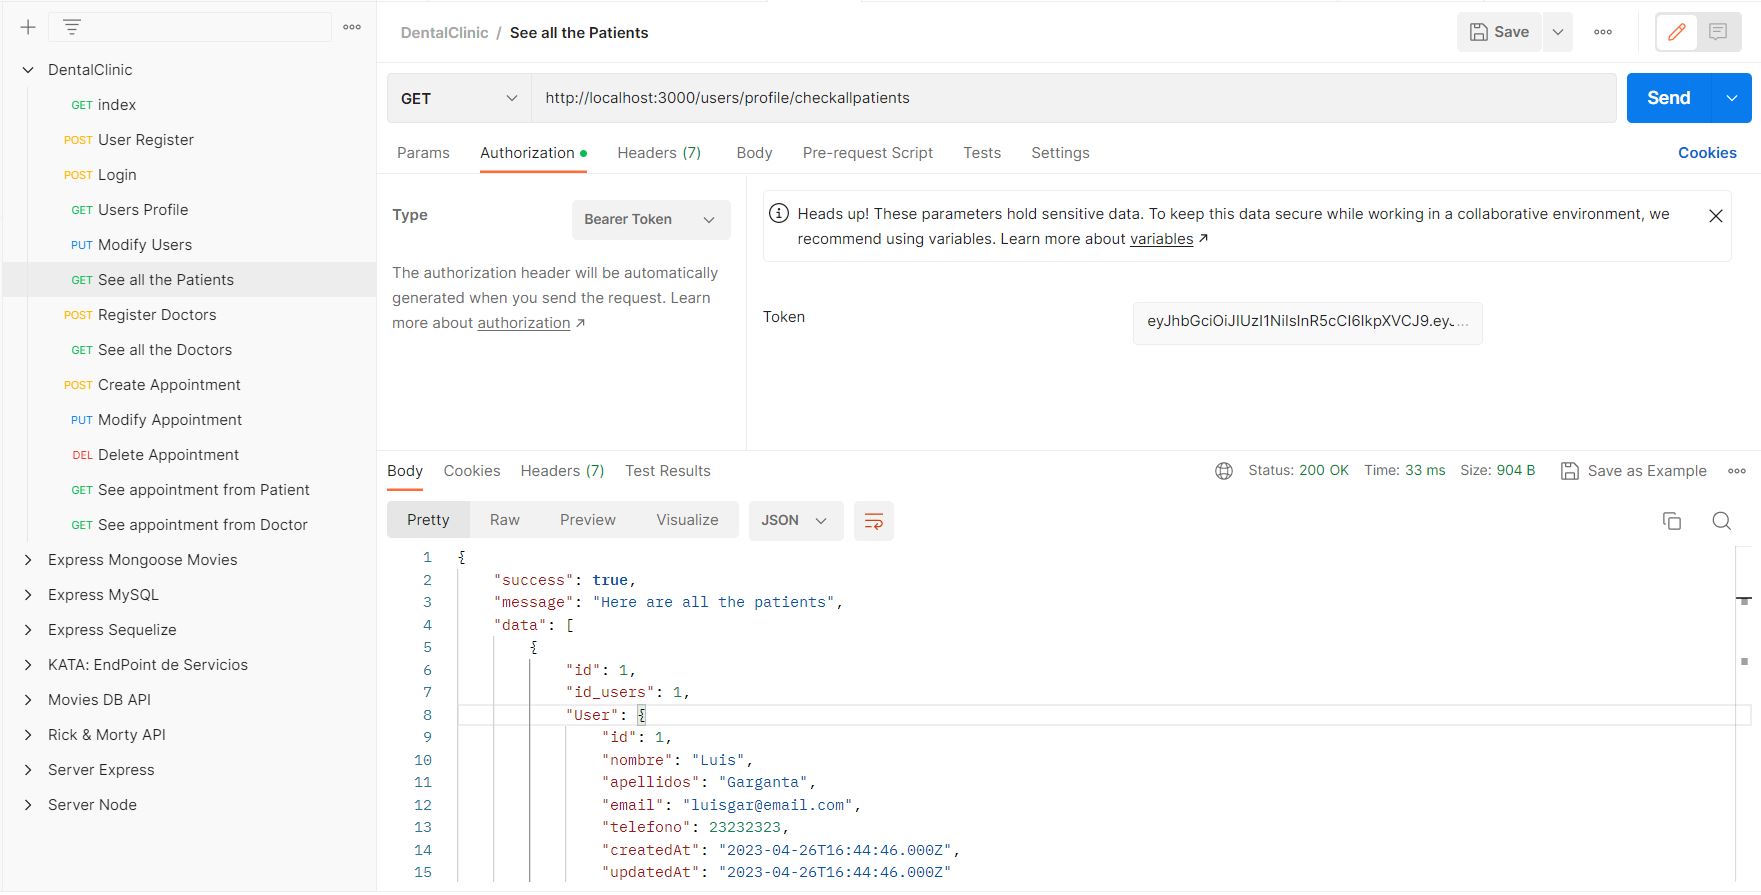 DentalClinic
GET index
POST User Register
POST Login
GET Users Profile
PUT Modify Users
GET See all the Patients
POST Register Doctors
GET See all the Doctors
POST Create Appointment
PUT Modify Appointment
DEL Delete Appointment
GET See appointment from Patient
GET See appointment from Doctor
Express Mongoose Movies
Express MySQL
Express Sequelize
KATA: EndPoint de Servicios
Movies DB API
Rick & Morty API
Server Express
Server Node
DentalClinic / See all the Patients
Save
GET http://localhost:3000/users/profile/checkallpatients Send
Params Authorization Headers (7) Body Pre-request Script Tests Settings Cookies
Type Bearer Token
The authorization header will be automatically
generated when you send the request. Learn
more about authorization ↗
Heads up! These parameters hold sensitive data. To keep this data secure while working in a collaborative environment, we
recommend using variables. Learn more about variables ↗
Token eyJhbGciOiJIUzI1NiIsInR5cCI6IkpXVCJ9.eyJ...
Body Cookies Headers (7) Test Results Status: 200 OK Time: 33 ms Size: 904 B Save as Example
Pretty Raw Preview Visualize JSON
1 {
2 "success": true,
3 "message": "Here are all the patients",
4 "data": [
5 {
6 "id": 1,
7 "id_users": 1,
8 "User": {
9 "id": 1,
10 "nombre": "Luis",
11 "apellidos": "Garganta",
12 "email": "luisgar@email.com",
13 "telefono": 23232323,
14 "createdAt": "2023-04-26T16:44:46.000Z",
15 "updatedAt": "2023-04-26T16:44:46.000Z"